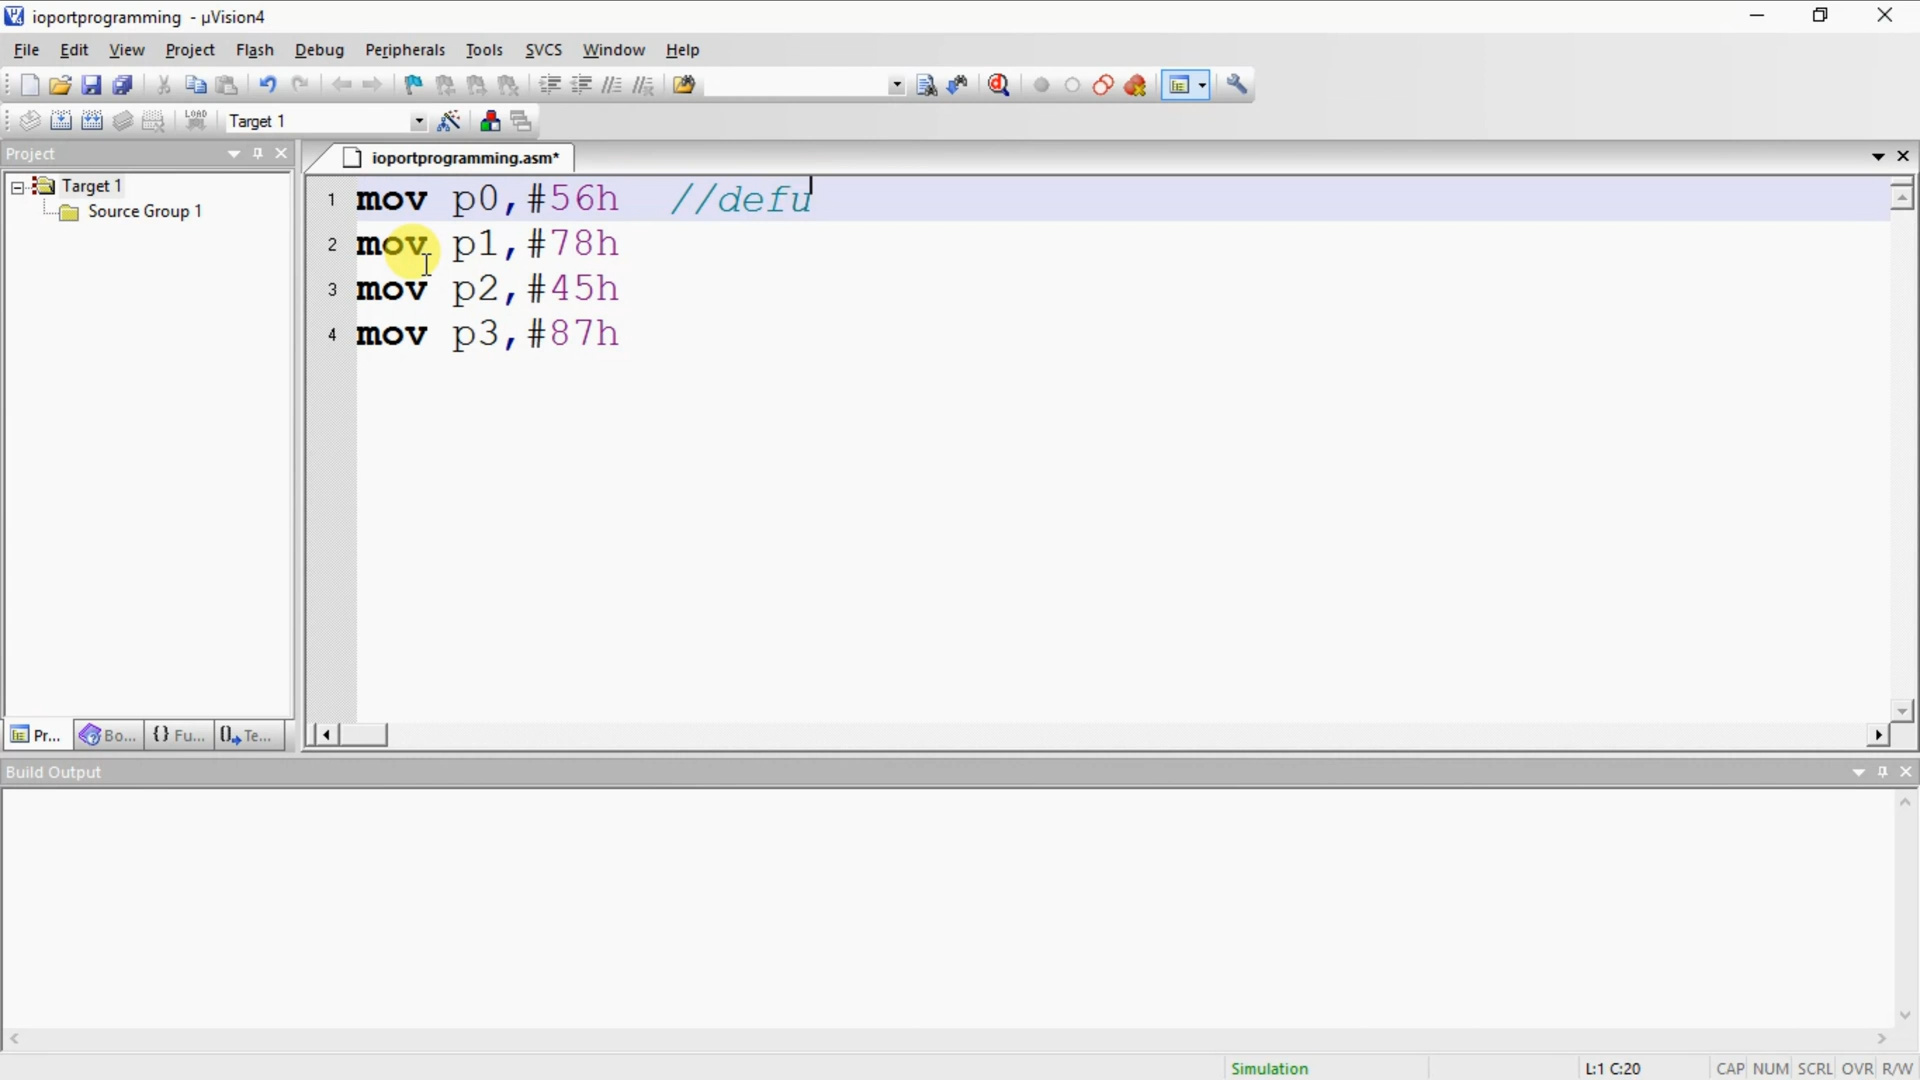 ioportprogramming - µVision4
File Edit View Project Flash Debug Peripherals Tools SVCS Window Help
LOAD Target 1
Project
ioportprogramming.asm*
Target 1
Source Group 1
1 mov p0,#56h //defu
2 mov p1,#78h
3 mov p2,#45h
4 mov p3,#87h
Pr... Bo... {} Fu... Te...
Build Output
Simulation L:1 C:20 CAP NUM SCRL OVR R/W